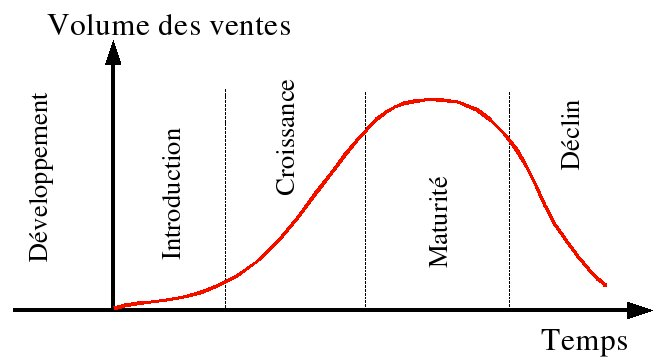 Volume des ventes
Développement
Introduction
Croissance
Maturité
Déclin
Temps